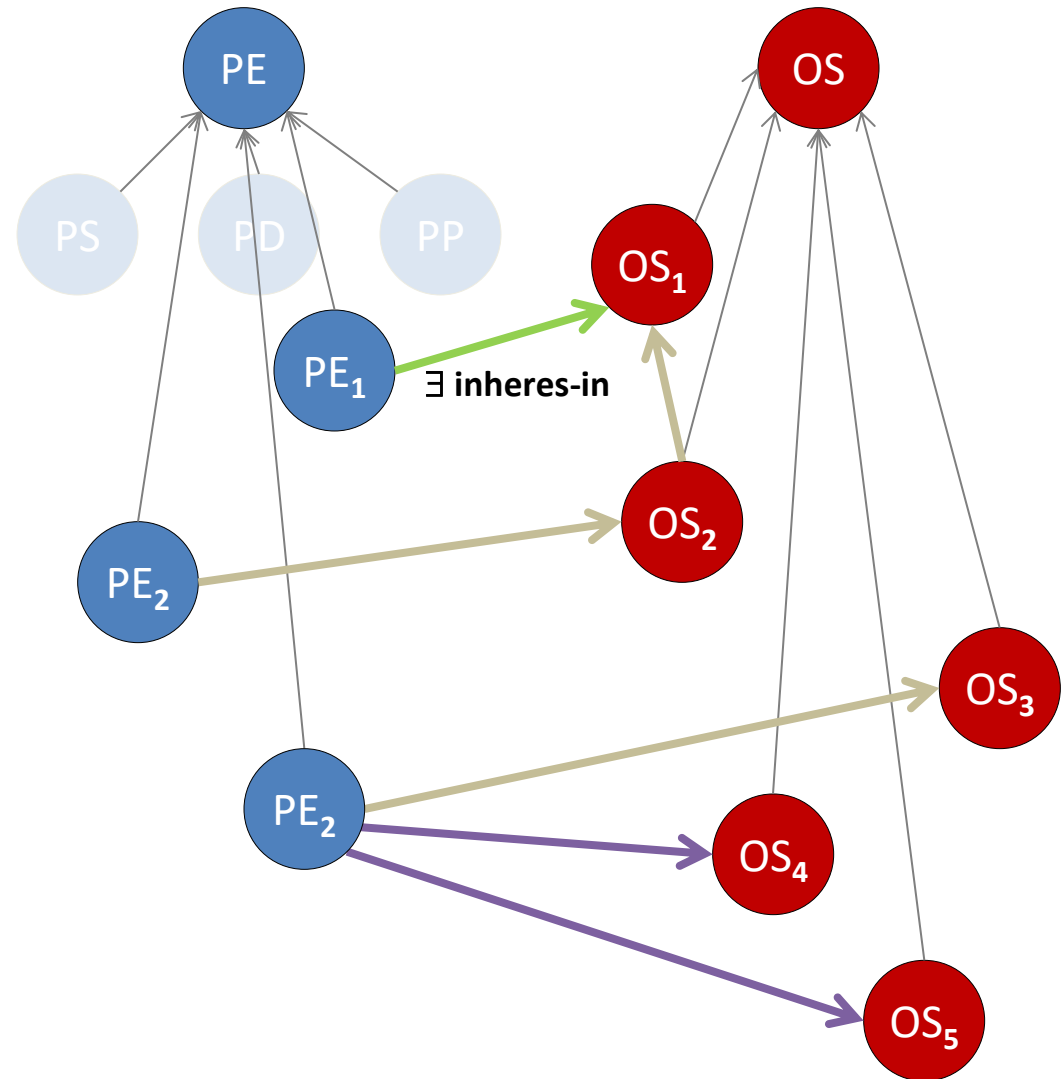 PE
OS
PS
PD
PP
OS₁
PE₁
∃ inheres-in
OS₂
PE₂
OS₃
PE₂
OS₄
OS₅